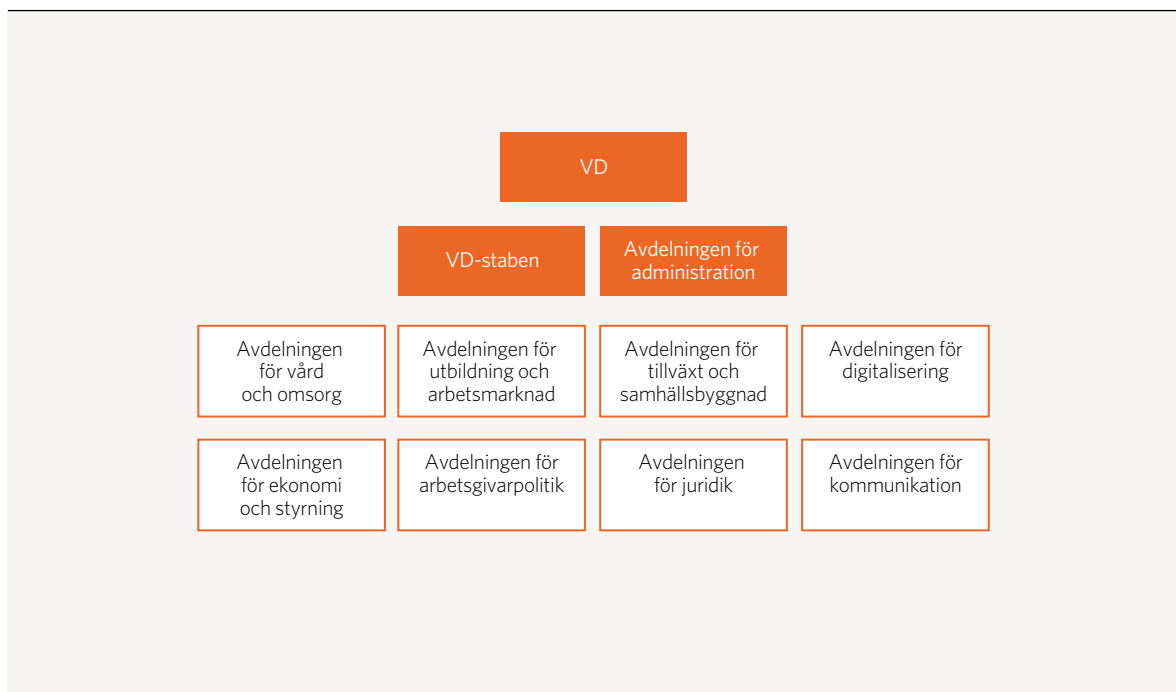 VD
VD-staben
Avdelningen för
administration
Avdelningen
för vård
och omsorg
Avdelningen för
utbildning och
arbetsmarknad
Avdelningen för
tillväxt och
samhällsbyggnad
Avdelningen för
digitalisering
Avdelningen
för ekonomi
och styrning
Avdelningen för
arbetsgivarpolitik
Avdelningen
för juridik
Avdelningen för
kommunikation